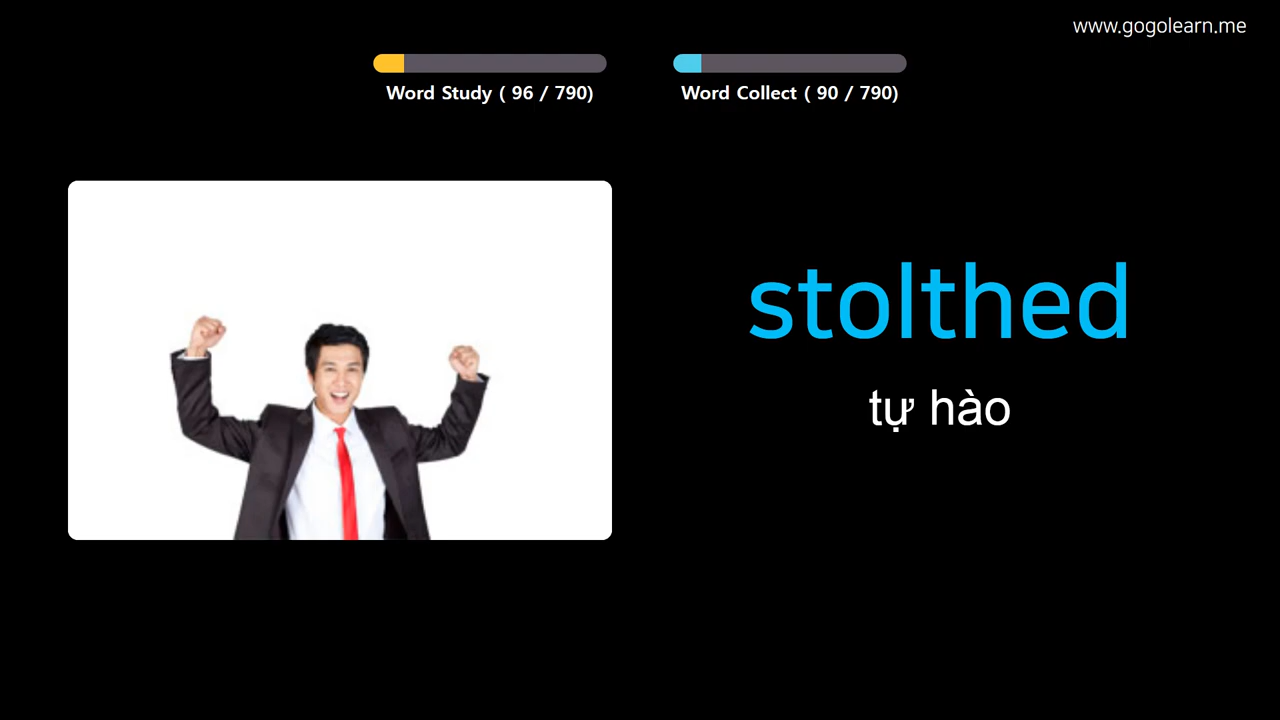 www.gogolearn.me
Word Study ( 96 / 790)
Word Collect ( 90 / 790)
stolthed
tự hào